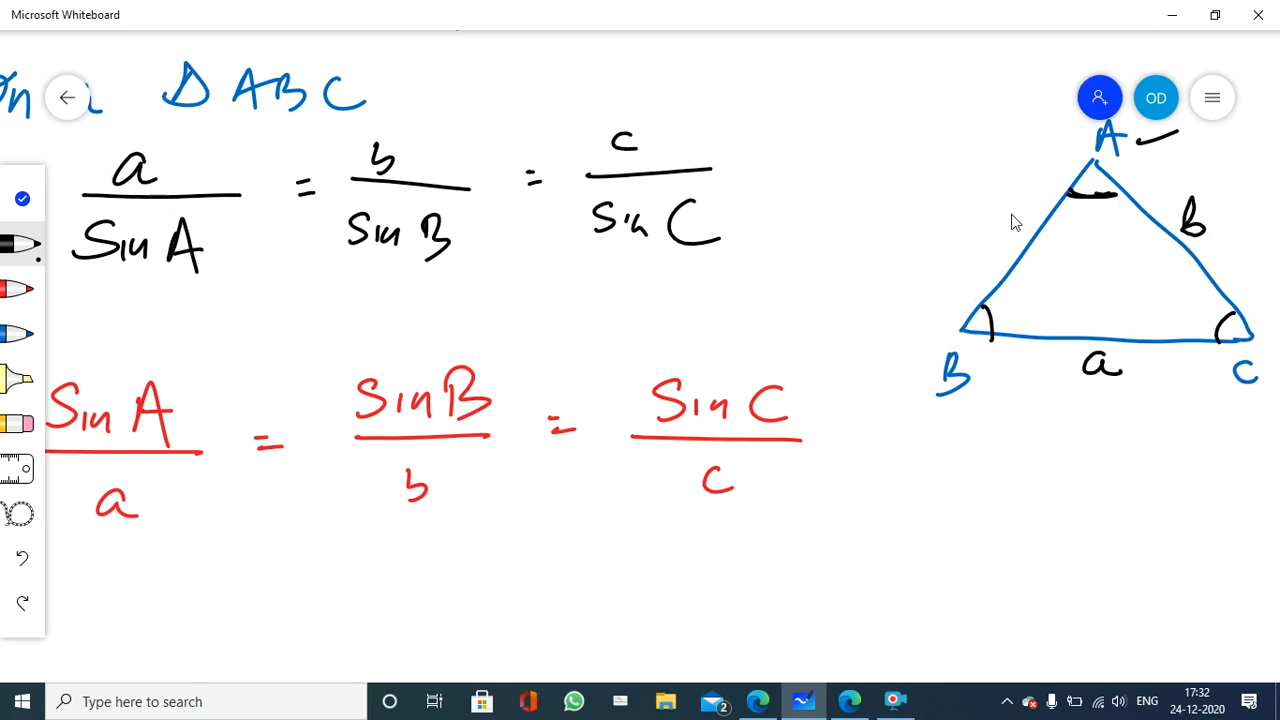 Microsoft Whiteboard
Δ ABC
OD
a / Sin A = b / Sin B = c / Sin C
A
B
B
a
C
Sin A / a = Sin B / b = Sin C / c
Type here to search
2
ENG
17:32
24-12-2020